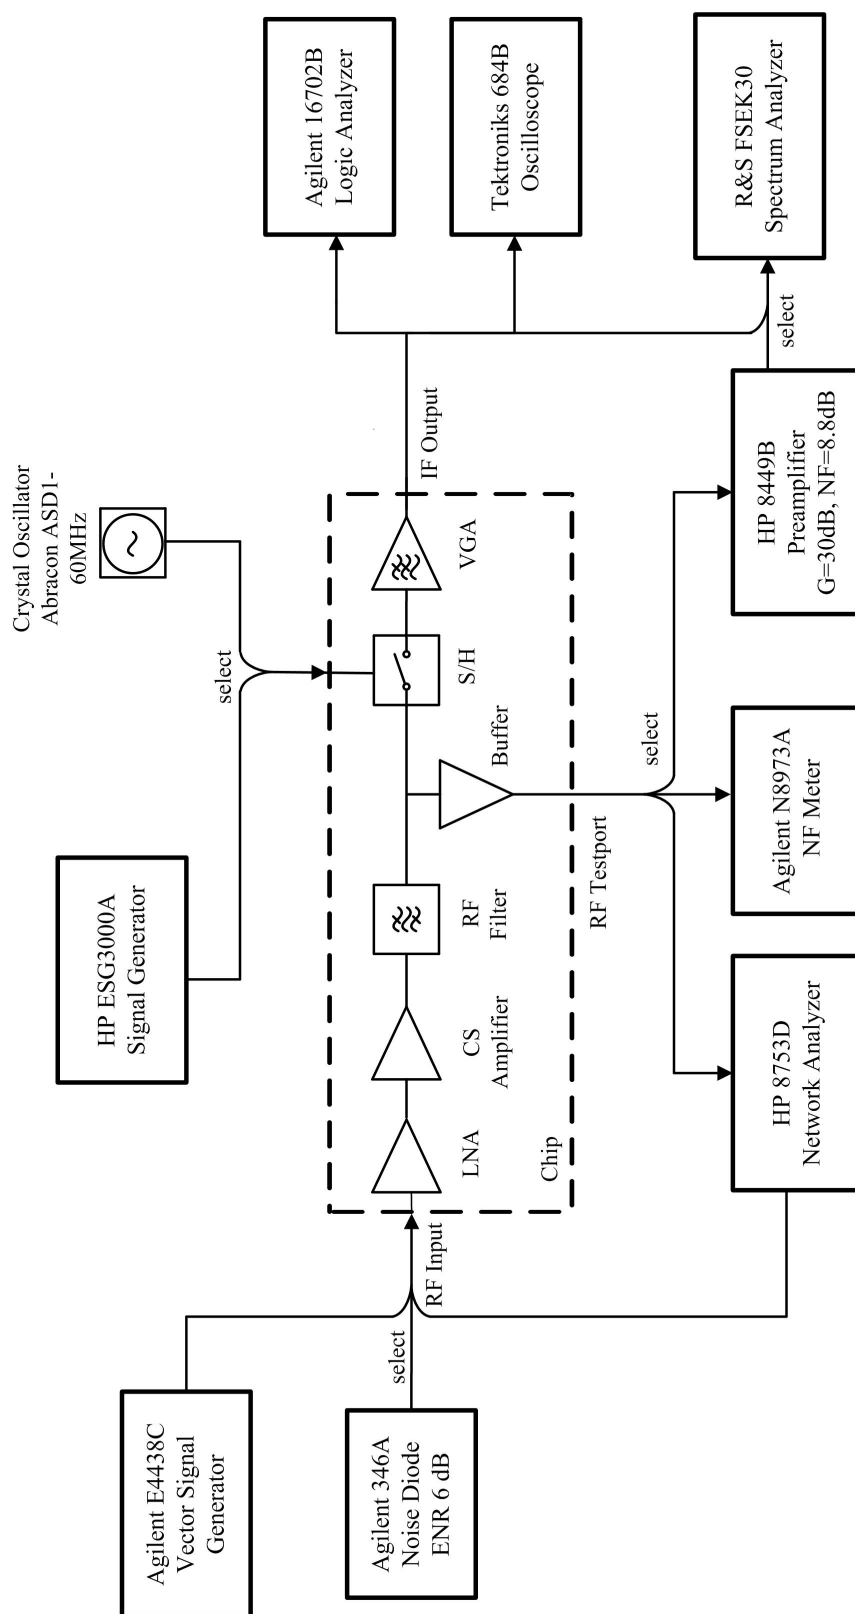 Agilent E4438C
Vector Signal
Generator
Agilent 346A
Noise Diode
ENR 6 dB
select
RF Input
HP ESG3000A
Signal Generator
Crystal Oscillator
Abracon ASD1-
60MHz
select
Chip
LNA
CS
Amplifier
RF
Filter
Buffer
S/H
VGA
RF Testport
IF Output
select
HP 8753D
Network Analyzer
Agilent N8973A
NF Meter
HP 8449B
Preamplifier
G=30dB, NF=8.8dB
select
Agilent 16702B
Logic Analyzer
Tektroniks 684B
Oscilloscope
R&S FSEK30
Spectrum Analyzer